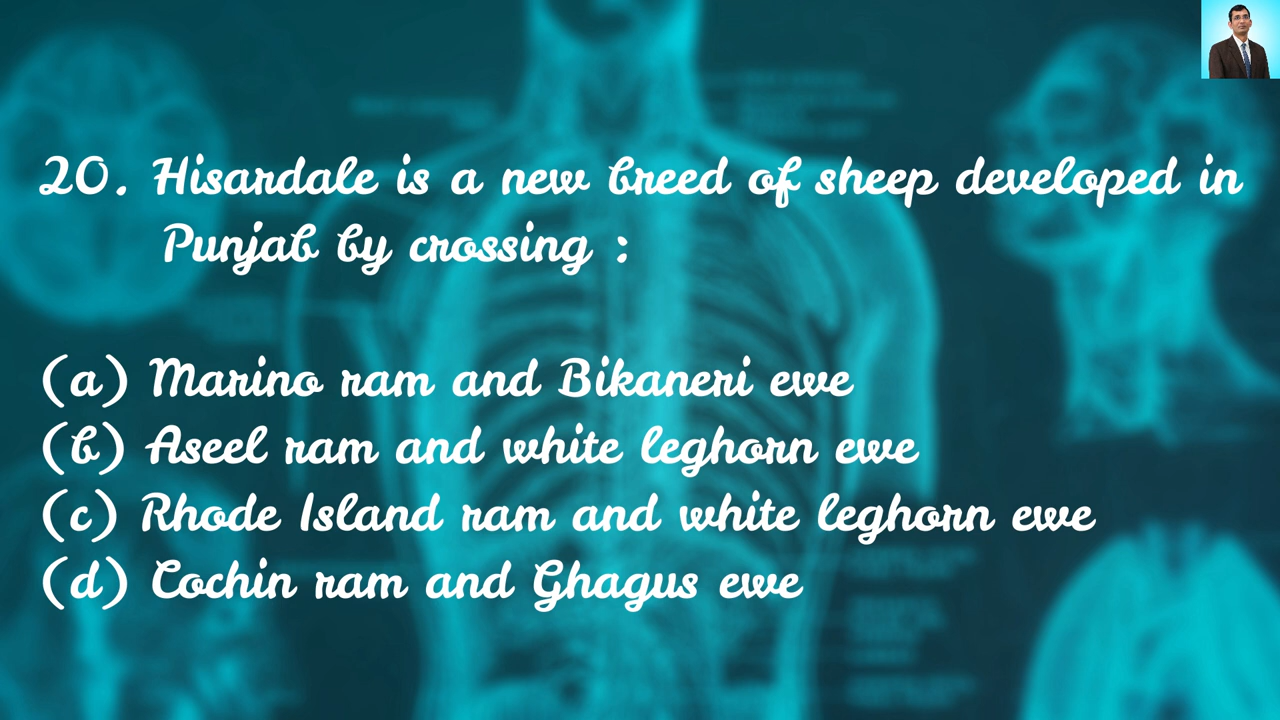 20. Hisardale is a new breed of sheep developed in
Punjab by crossing :
(a) Marino ram and Bikaneri ewe
(b) Aseel ram and white leghorn ewe
(c) Rhode Island ram and white leghorn ewe
(d) Cochin ram and Ghagus ewe